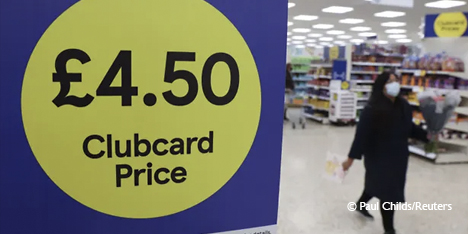 £4.50
Clubcard
Price
© Paul Childs/Reuters